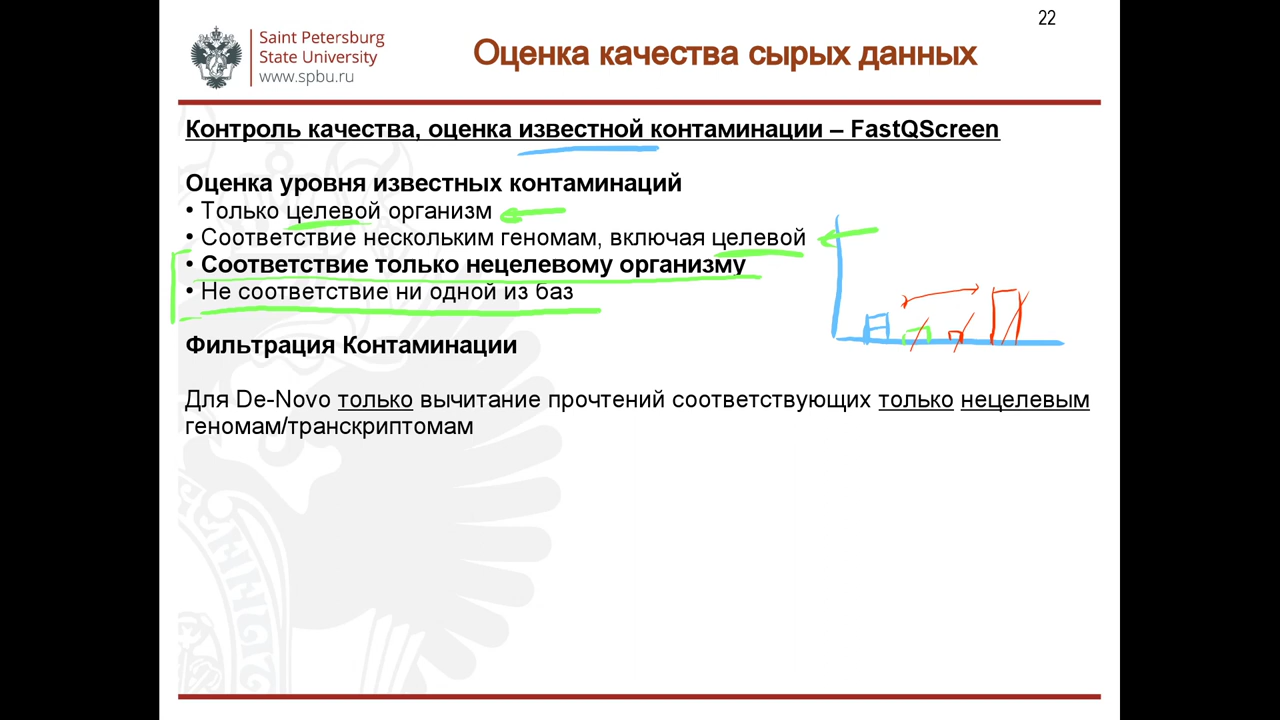 22
Saint Petersburg
State University
www.spbu.ru
Оценка качества сырых данных
Контроль качества, оценка известной контаминации – FastQScreen
Оценка уровня известных контаминаций
• Только целевой организм
• Соответствие нескольким геномам, включая целевой
• Соответствие только нецелевому организму
• Не соответствие ни одной из баз
Фильтрация Контаминации
Для De-Novo только вычитание прочтений соответствующих только нецелевым
геномам/транскриптомам